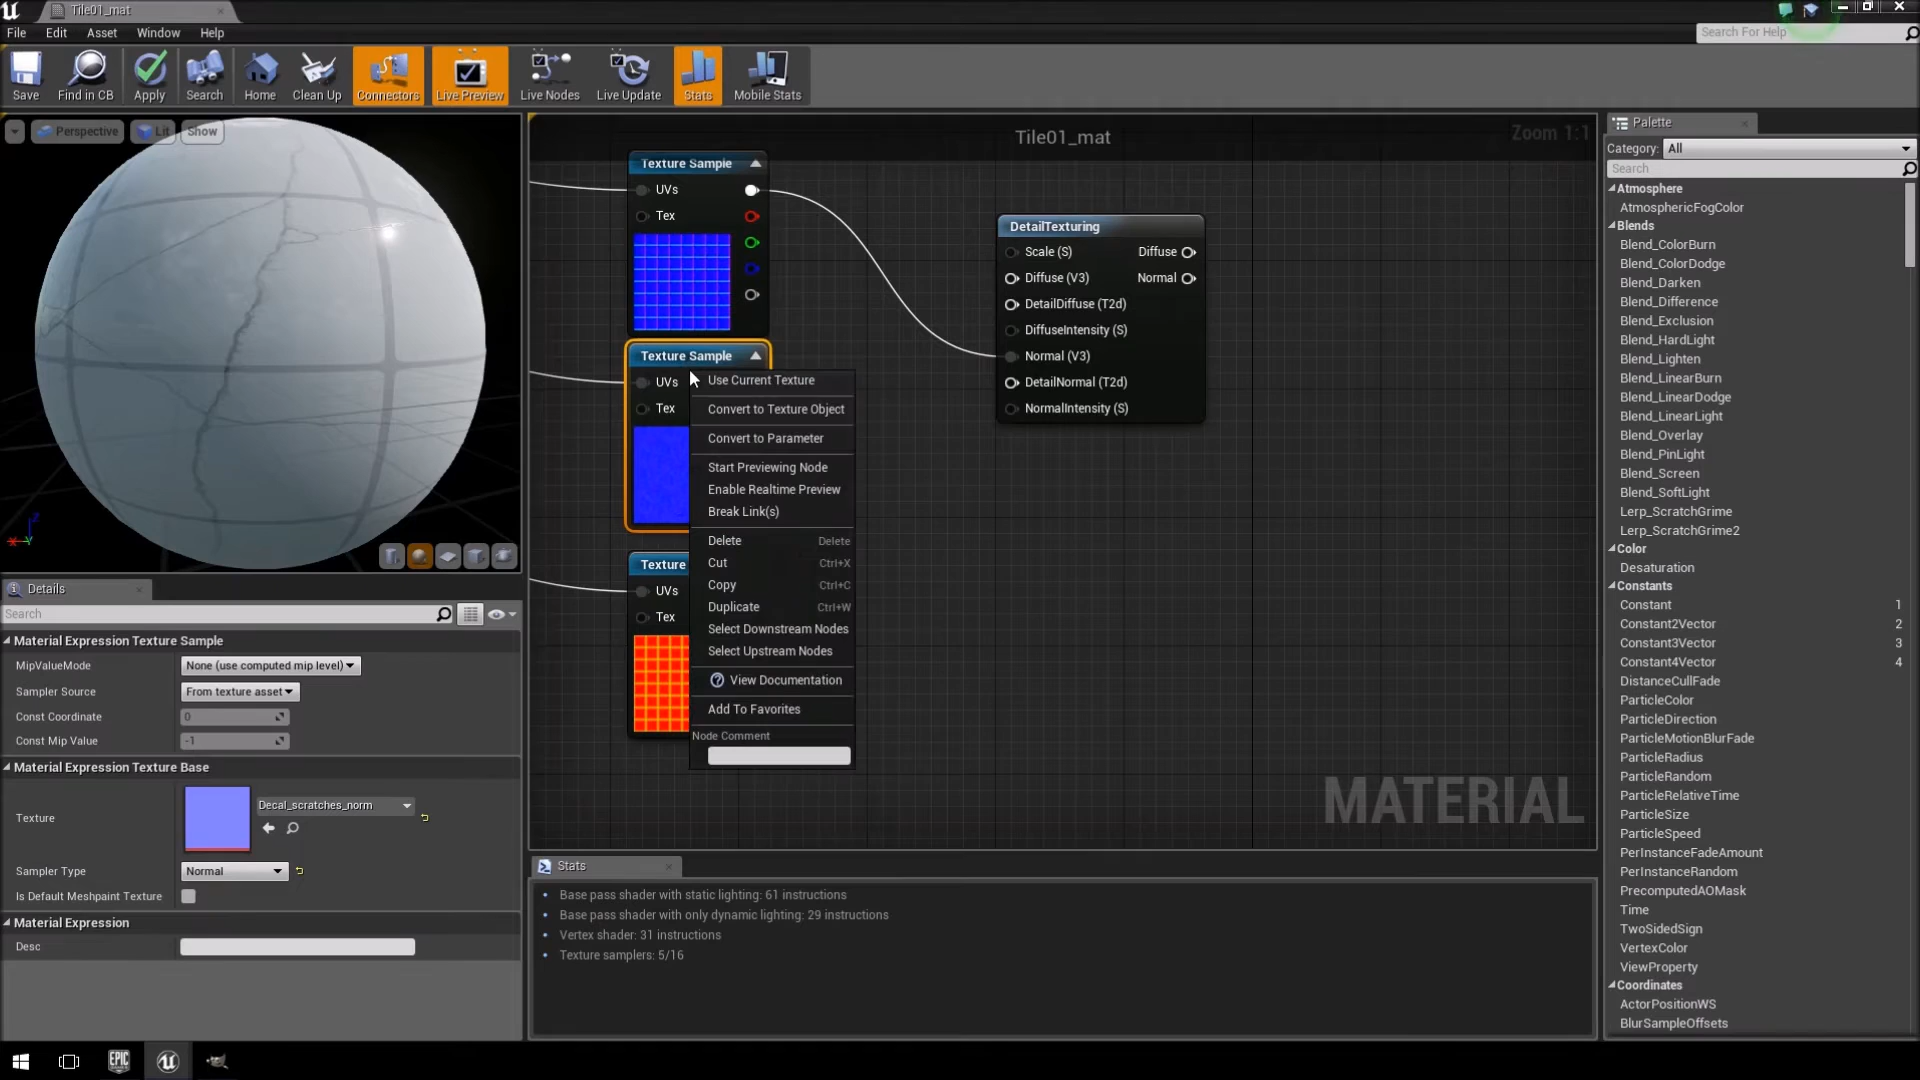 Tile01_mat
File Edit Asset Window Help
Search For Help
Save Find in CB Apply Search Home Clean Up Connectors Live Preview Live Nodes Live Update Stats Mobile Stats
Perspective Lit Show
Tile01_mat
Zoom 1:1
Texture Sample
UVs
Tex
Texture Sample
UVs
Tex
Texture
UVs
Tex
DetailTexturing
Scale (S) Diffuse
Diffuse (V3) Normal
DetailDiffuse (T2d)
DiffuseIntensity (S)
Normal (V3)
DetailNormal (T2d)
NormalIntensity (S)
Use Current Texture
Convert to Texture Object
Convert to Parameter
Start Previewing Node
Enable Realtime Preview
Break Link(s)
Delete Delete
Cut Ctrl+X
Copy Ctrl+C
Duplicate Ctrl+W
Select Downstream Nodes
Select Upstream Nodes
View Documentation
Add To Favorites
Node Comment
MATERIAL
Details
Search
Material Expression Texture Sample
MipValueMode None (use computed mip level)
Sampler Source From texture asset
Const Coordinate 0
Const Mip Value -1
Material Expression Texture Base
Texture Decal_scratches_norm
Sampler Type Normal
Is Default Meshpaint Texture
Material Expression
Desc
Stats
Base pass shader with static lighting: 61 instructions
Base pass shader with only dynamic lighting: 29 instructions
Vertex shader: 31 instructions
Texture samplers: 5/16
Palette
Category: All
Search
Atmosphere
AtmosphericFogColor
Blends
Blend_ColorBurn
Blend_ColorDodge
Blend_Darken
Blend_Difference
Blend_Exclusion
Blend_HardLight
Blend_Lighten
Blend_LinearBurn
Blend_LinearDodge
Blend_LinearLight
Blend_Overlay
Blend_PinLight
Blend_Screen
Blend_SoftLight
Lerp_ScratchGrime
Lerp_ScratchGrime2
Color
Desaturation
Constants
Constant 1
Constant2Vector 2
Constant3Vector 3
Constant4Vector 4
DistanceCullFade
ParticleColor
ParticleDirection
ParticleMotionBlurFade
ParticleRadius
ParticleRandom
ParticleRelativeTime
ParticleSize
ParticleSpeed
PerInstanceFadeAmount
PerInstanceRandom
PrecomputedAOMask
Time
TwoSidedSign
VertexColor
ViewProperty
Coordinates
ActorPositionWS
BlurSampleOffsets
EPIC